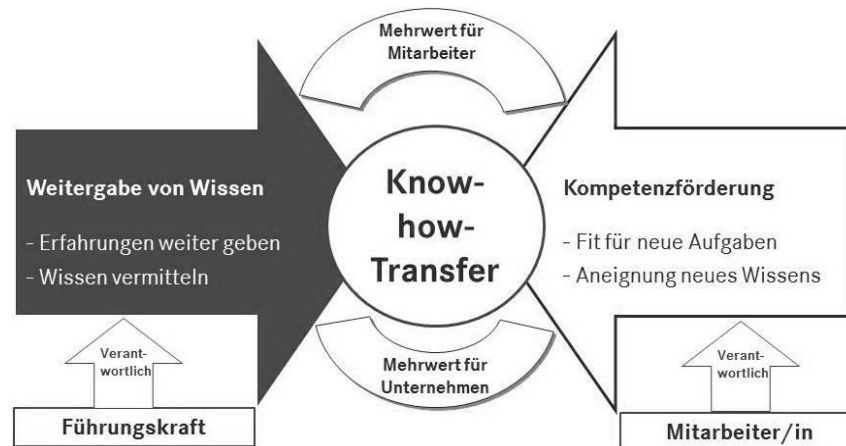 Mehrwert für
Mitarbeiter
Weitergabe von Wissen
- Erfahrungen weiter geben
- Wissen vermitteln
Know-
how-
Transfer
Kompetenzförderung
- Fit für neue Aufgaben
- Aneignung neues Wissens
Mehrwert für
Unternehmen
Verant-
wortlich
Führungskraft
Verant-
wortlich
Mitarbeiter/in